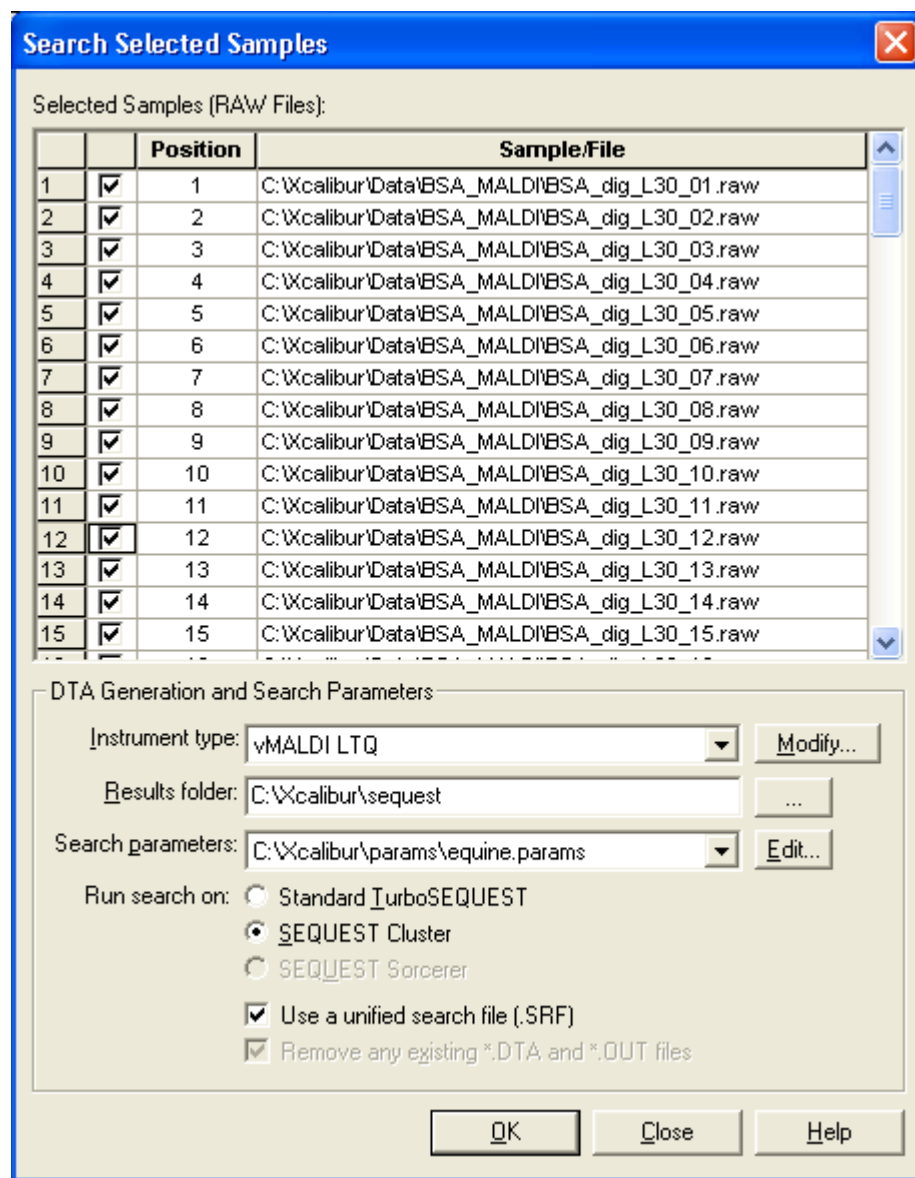 Search Selected Samples
Selected Samples (RAW Files):
Position Sample/File
1 1 C:\Xcalibur\Data\BSA_MALDI\BSA_dig_L30_01.raw
2 2 C:\Xcalibur\Data\BSA_MALDI\BSA_dig_L30_02.raw
3 3 C:\Xcalibur\Data\BSA_MALDI\BSA_dig_L30_03.raw
4 4 C:\Xcalibur\Data\BSA_MALDI\BSA_dig_L30_04.raw
5 5 C:\Xcalibur\Data\BSA_MALDI\BSA_dig_L30_05.raw
6 6 C:\Xcalibur\Data\BSA_MALDI\BSA_dig_L30_06.raw
7 7 C:\Xcalibur\Data\BSA_MALDI\BSA_dig_L30_07.raw
8 8 C:\Xcalibur\Data\BSA_MALDI\BSA_dig_L30_08.raw
9 9 C:\Xcalibur\Data\BSA_MALDI\BSA_dig_L30_09.raw
10 10 C:\Xcalibur\Data\BSA_MALDI\BSA_dig_L30_10.raw
11 11 C:\Xcalibur\Data\BSA_MALDI\BSA_dig_L30_11.raw
12 12 C:\Xcalibur\Data\BSA_MALDI\BSA_dig_L30_12.raw
13 13 C:\Xcalibur\Data\BSA_MALDI\BSA_dig_L30_13.raw
14 14 C:\Xcalibur\Data\BSA_MALDI\BSA_dig_L30_14.raw
15 15 C:\Xcalibur\Data\BSA_MALDI\BSA_dig_L30_15.raw
DTA Generation and Search Parameters
Instrument type: vMALDI LTQ Modify...
Results folder: C:\Xcalibur\sequest ...
Search parameters: C:\Xcalibur\params\equine.params Edit...
Run search on: Standard TurboSEQUEST
SEQUEST Cluster
SEQUEST Sorcerer
Use a unified search file (.SRF)
Remove any existing *.DTA and *.OUT files
OK Close Help